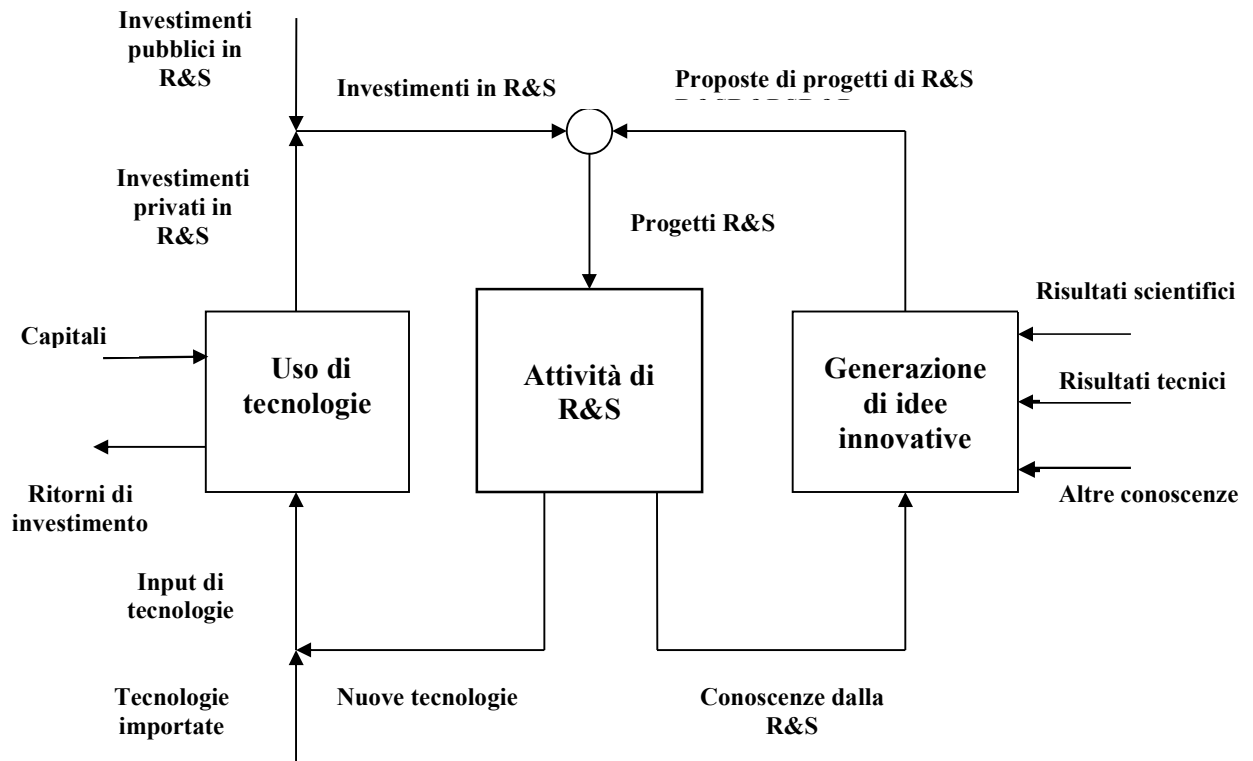 Investimenti
pubblici in
R&S
Investimenti in R&S
Proposte di progetti di R&S
Investimenti
privati in
R&S
Progetti R&S
Capitali
Uso di
tecnologie
Attività di
R&S
Generazione
di idee
innovative
Risultati scientifici
Risultati tecnici
Altre conoscenze
Ritorni di
investimento
Input di
tecnologie
Tecnologie
importate
Nuove tecnologie
Conoscenze dalla
R&S